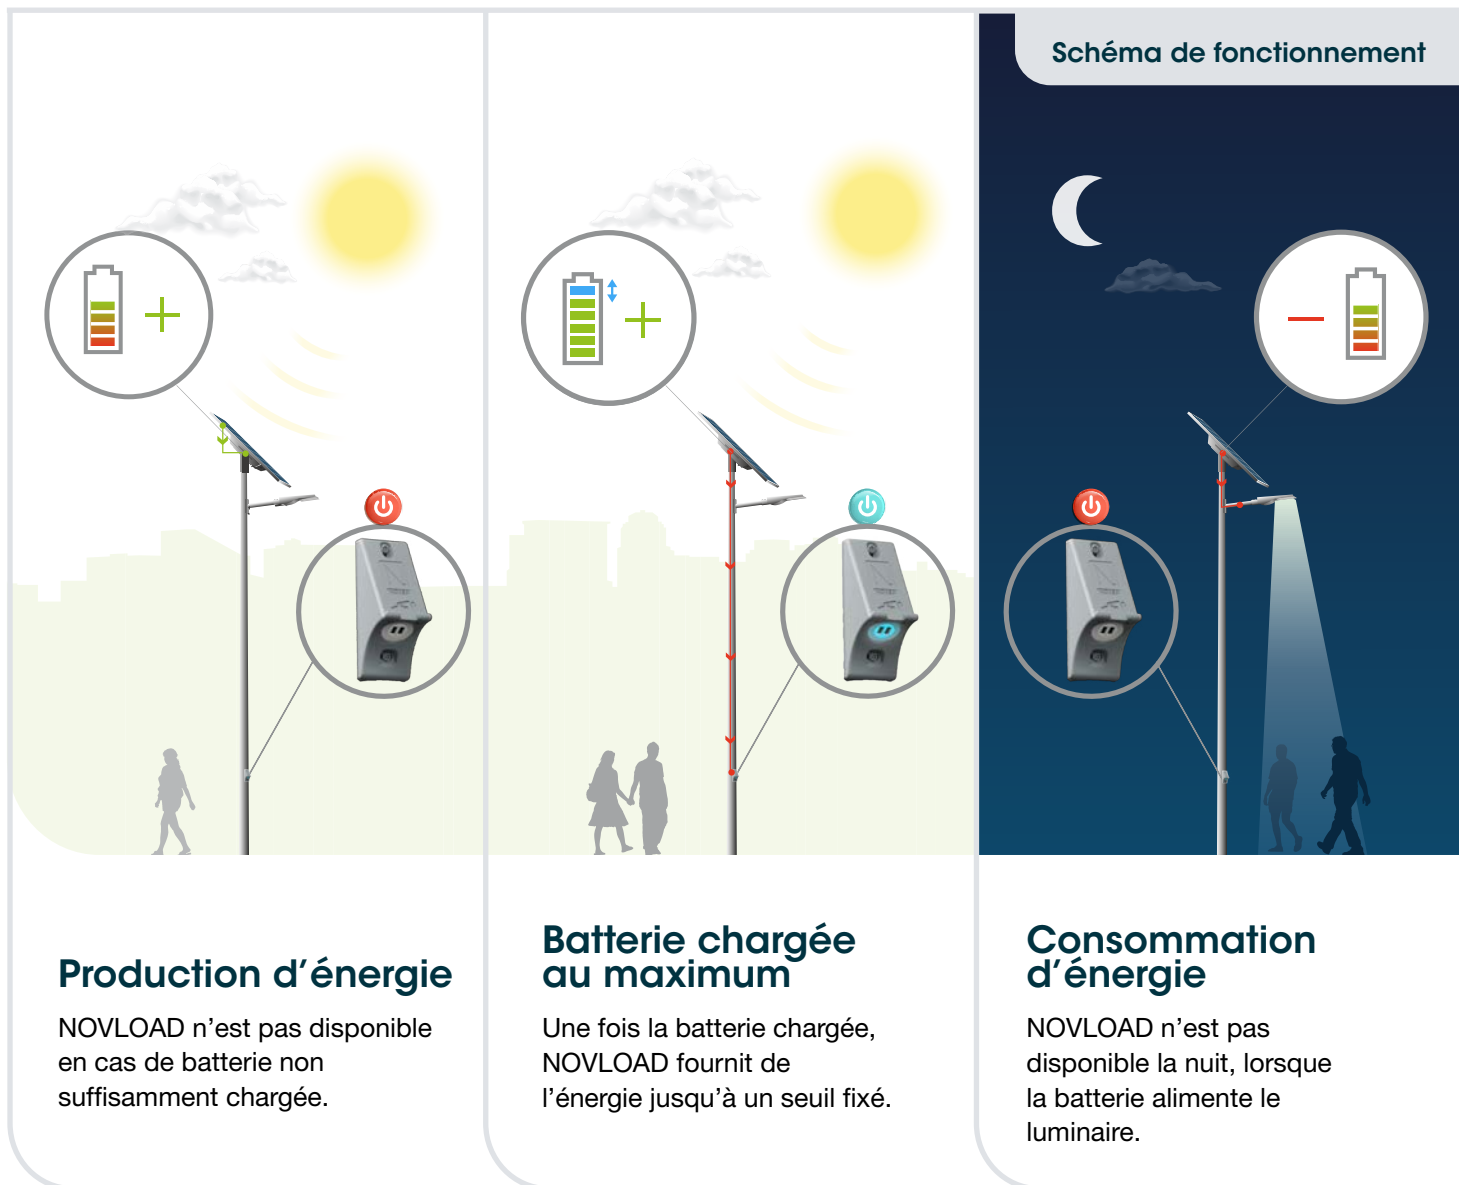 Schéma de fonctionnement
Production d’énergie
NOVLOAD n’est pas disponible
en cas de batterie non
suffisamment chargée.
Batterie chargée
au maximum
Une fois la batterie chargée,
NOVLOAD fournit de
l’énergie jusqu’à un seuil fixé.
Consommation
d’énergie
NOVLOAD n’est pas
disponible la nuit, lorsque
la batterie alimente le
luminaire.